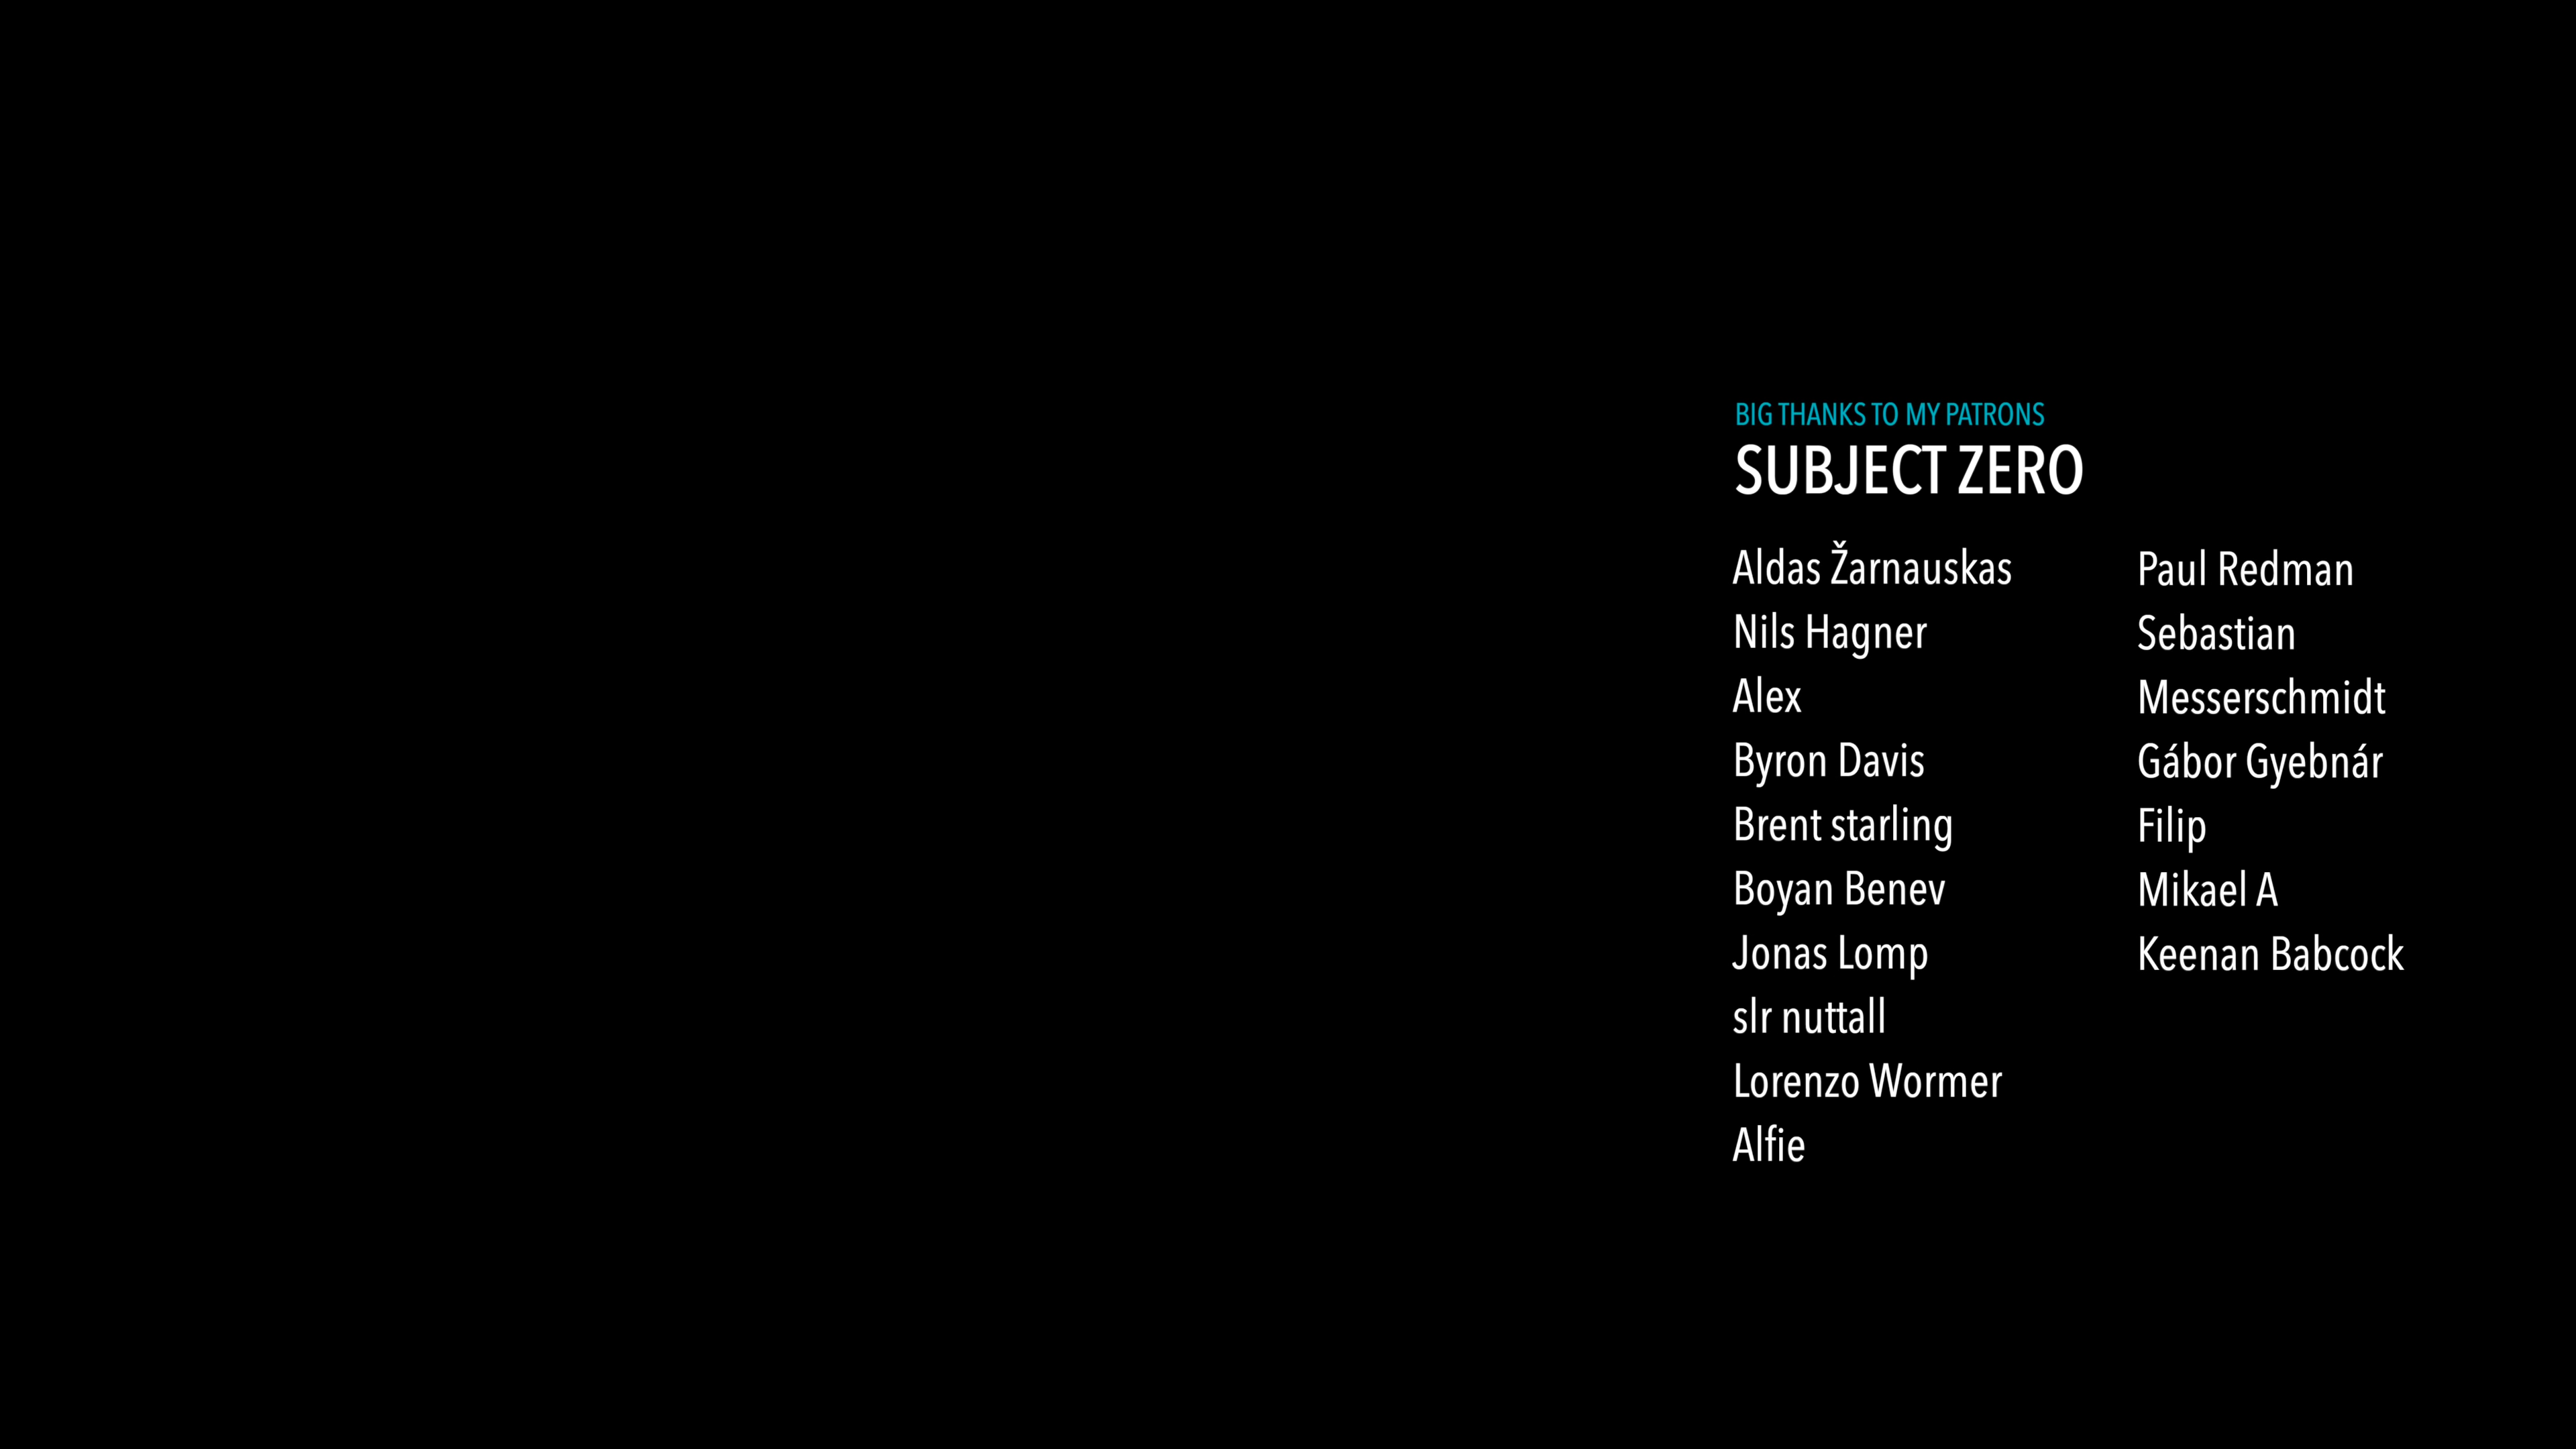 BIG THANKS TO MY PATRONS
SUBJECT ZERO
Aldas Žarnauskas
Nils Hagner
Alex
Byron Davis
Brent starling
Boyan Benev
Jonas Lomp
slr nuttall
Lorenzo Wormer
Alfie
Paul Redman
Sebastian
Messerschmidt
Gábor Gyebnár
Filip
Mikael A
Keenan Babcock